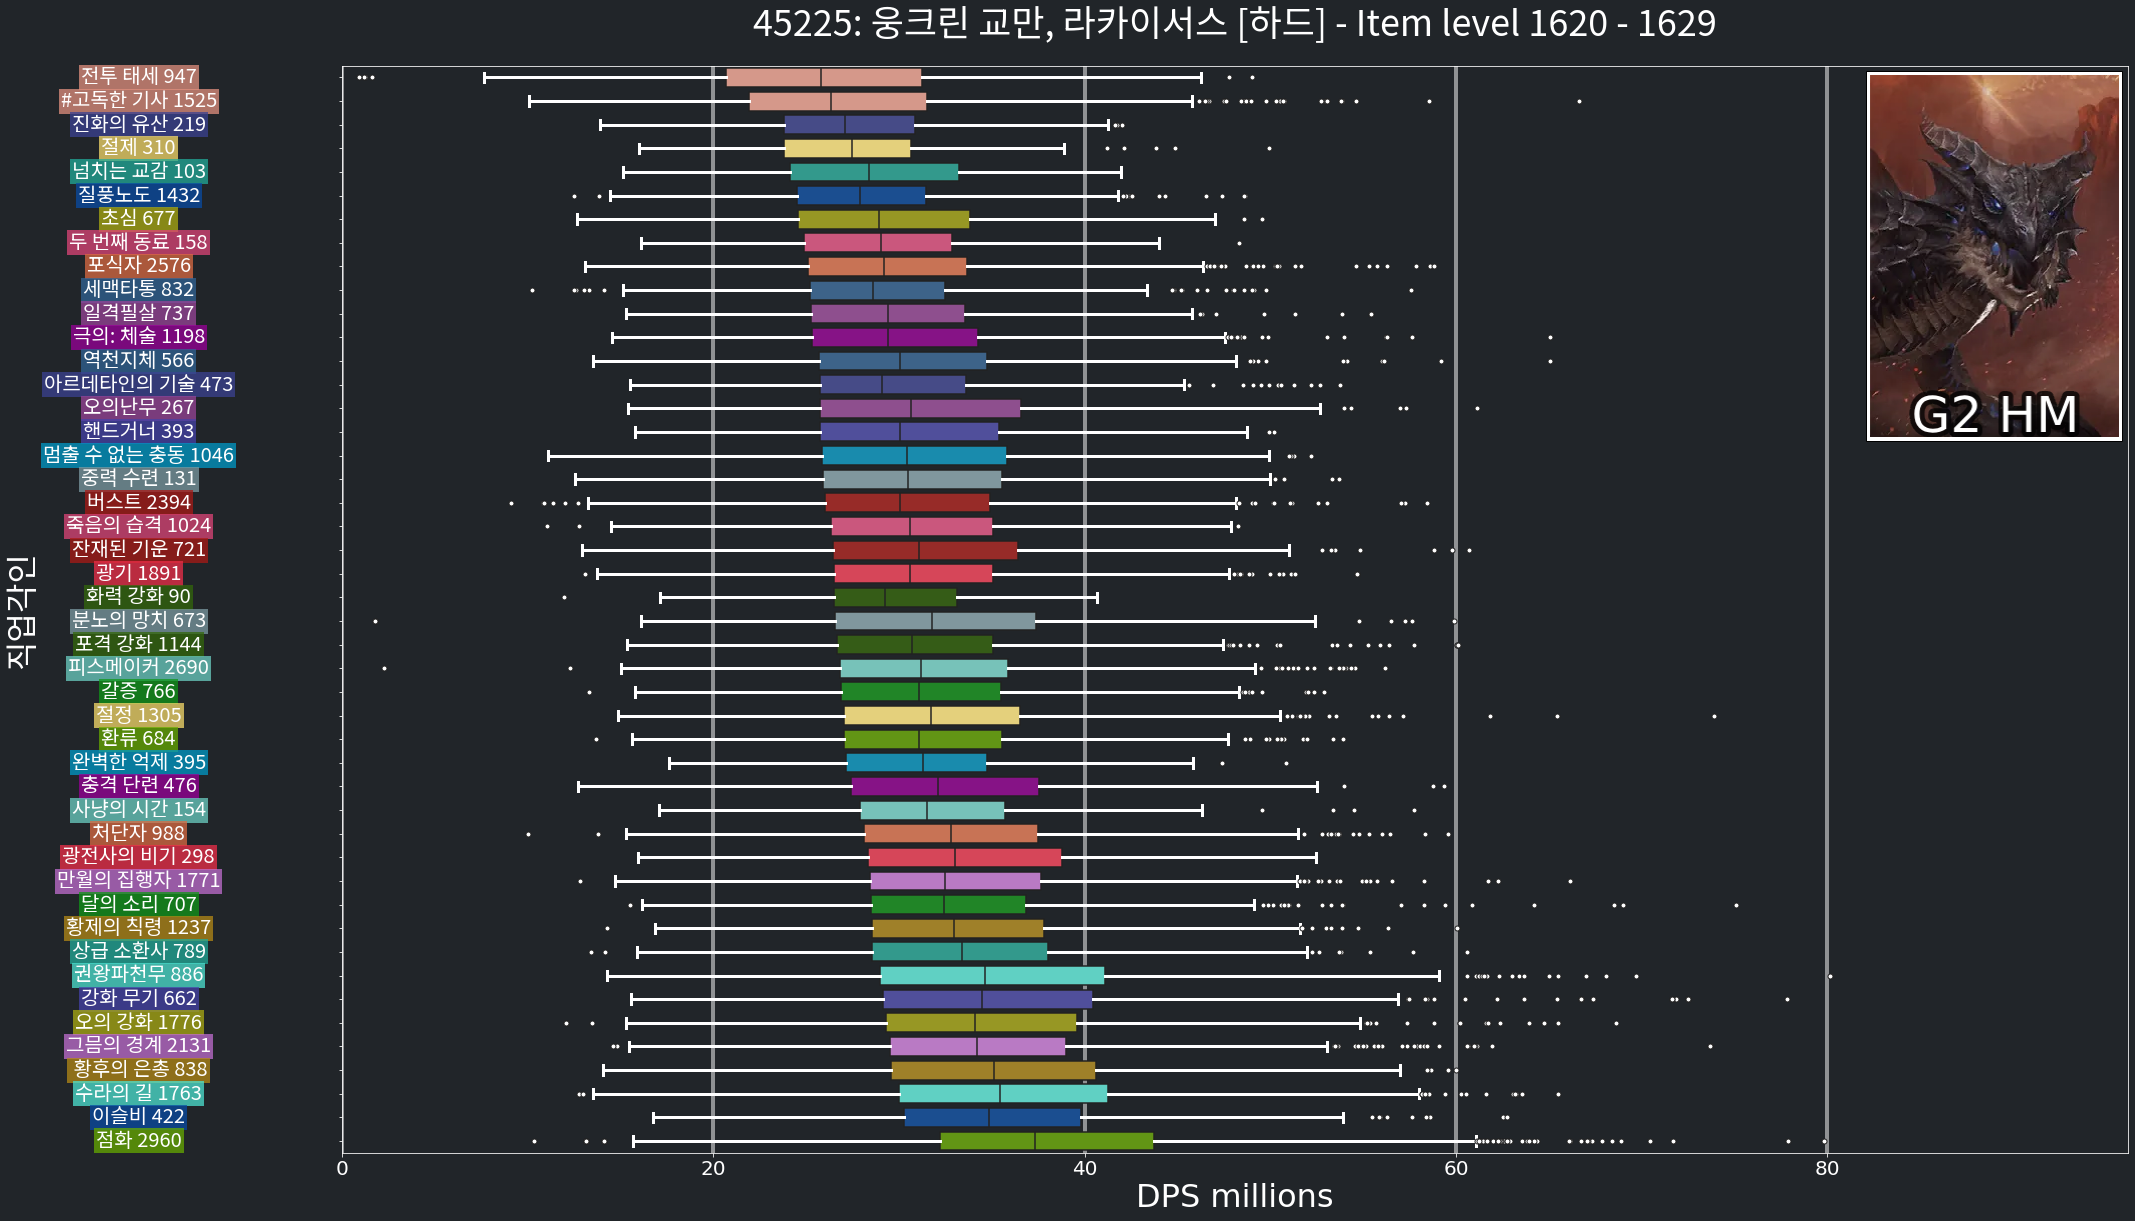 45225: 웅크린 교만, 라카이서스 [하드] - Item level 1620 - 1629
전투 태세 947
#고독한 기사 1525
진화의 유산 219
절제 310
넘치는 교감 103
질풍노도 1432
초심 677
두 번째 동료 158
포식자 2576
세맥타통 832
일격필살 737
극의: 체술 1198
역천지체 566
아르데타인의 기술 473
오의난무 267
핸드거너 393
멈출 수 없는 충동 1046
중력 수련 131
버스트 2394
죽음의 습격 1024
잔재된 기운 721
광기 1891
화력 강화 90
분노의 망치 673
포격 강화 1144
피스메이커 2690
갈증 766
절정 1305
환류 684
완벽한 억제 395
충격 단련 476
사냥의 시간 154
처단자 988
광전사의 비기 298
만월의 집행자 1771
달의 소리 707
황제의 칙령 1237
상급 소환사 789
권왕파천무 886
강화 무기 662
오의 강화 1776
그믐의 경계 2131
황후의 은총 838
수라의 길 1763
이슬비 422
점화 2960
직업각인
G2 HM
0 20 40 60 80
DPS millions